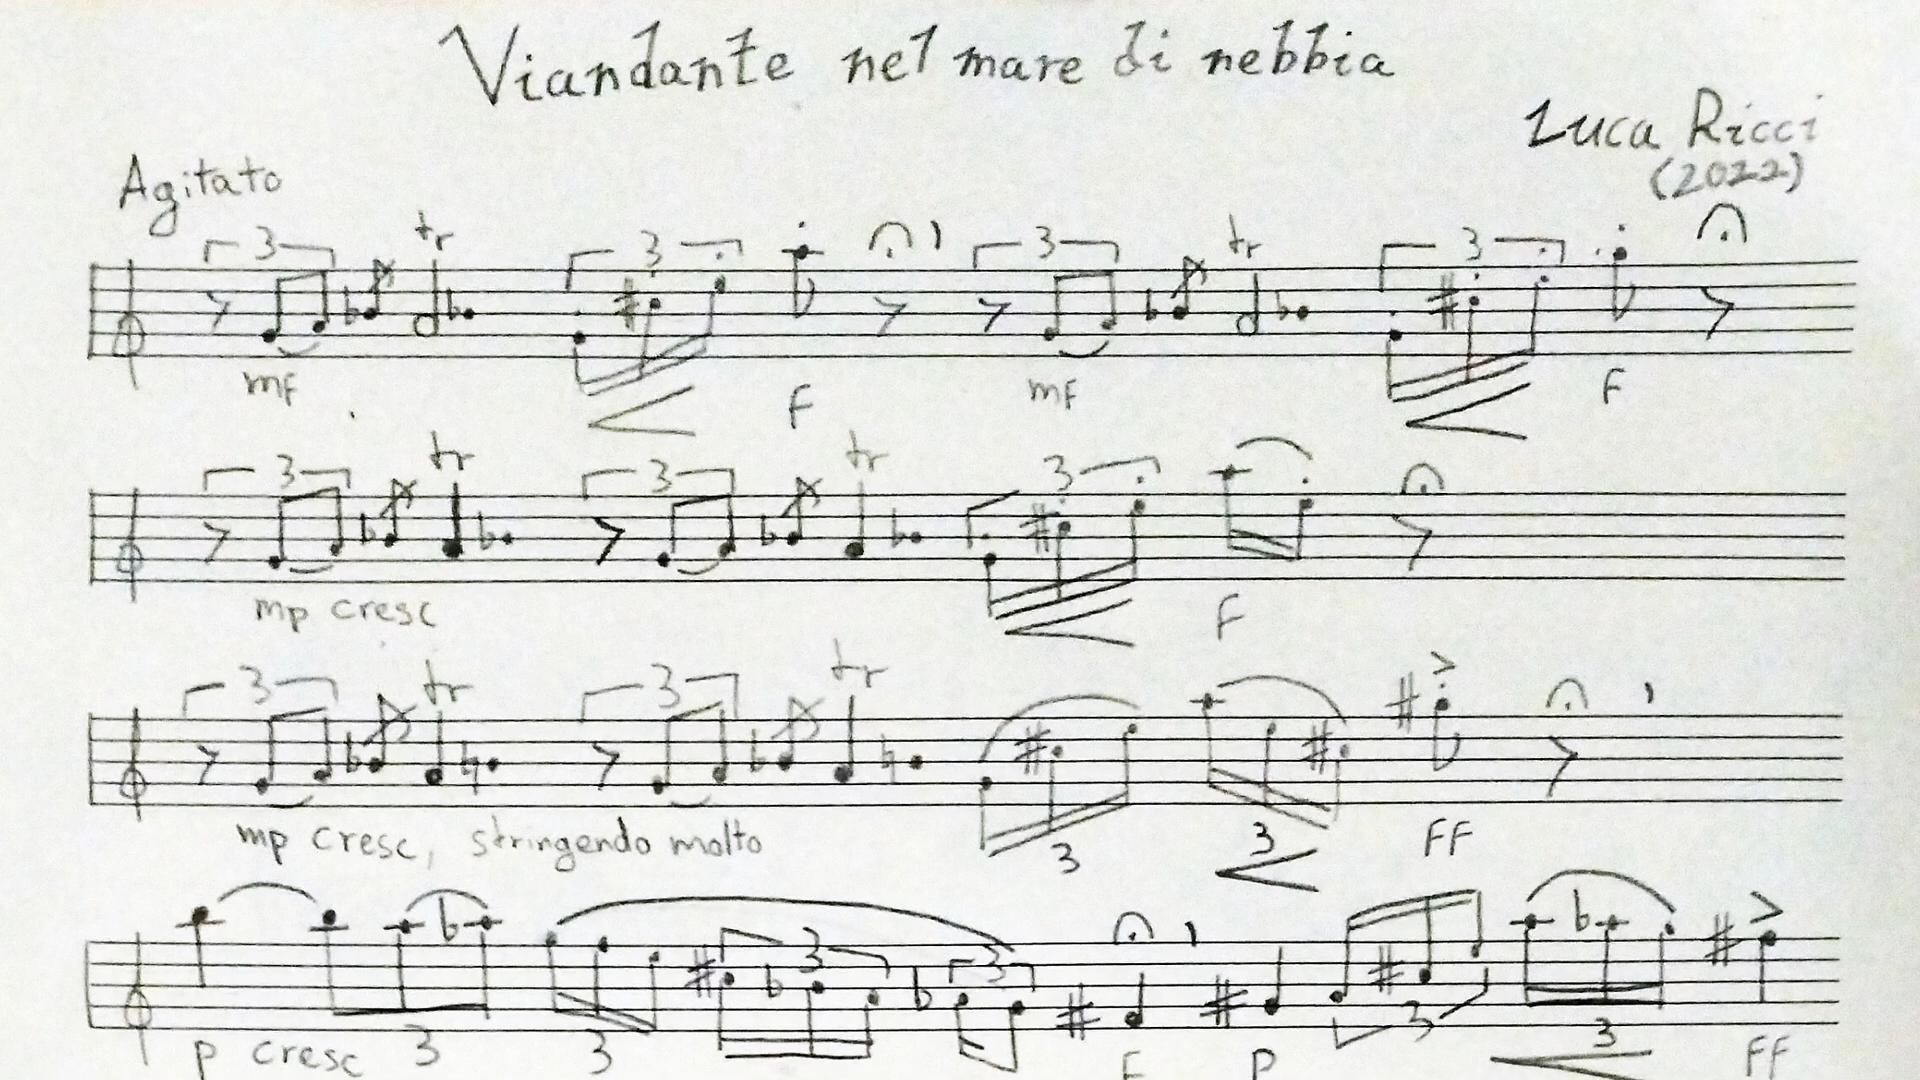 Viandante nel mare di nebbia
Luca Ricci
(2022)
Agitato
3 tr 3 3 tr 3
mf F mf F
3 tr 3 tr 3
mp cresc F
3 tr 3 tr
mp cresc, stringendo molto 3 3 FF
3 3
p cresc 3 3 F p 3 3 FF